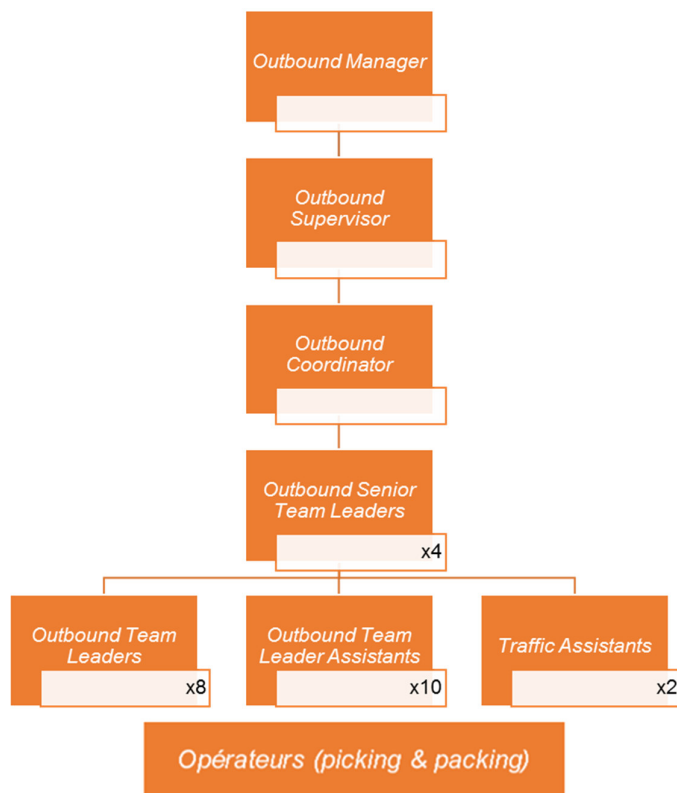 Outbound Manager
Outbound
Supervisor
Outbound
Coordinator
Outbound Senior
Team Leaders
x4
Outbound Team
Leaders
x8
Outbound Team
Leader Assistants
x10
Traffic Assistants
x2
Opérateurs (picking & packing)